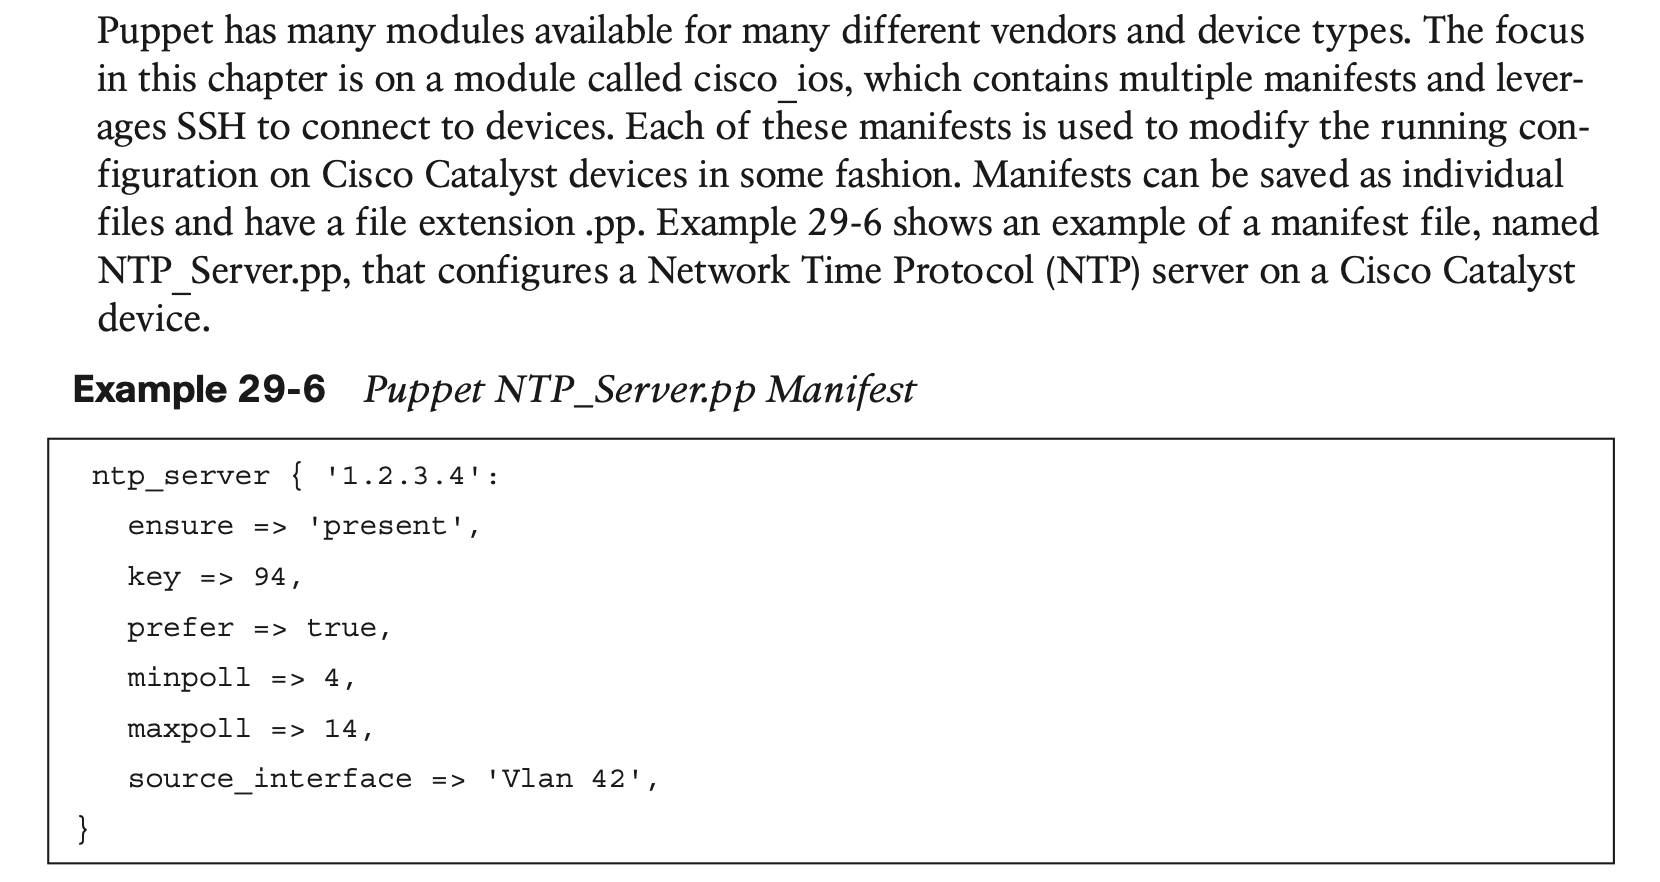 Puppet has many modules available for many different vendors and device types. The focus
in this chapter is on a module called cisco_ios, which contains multiple manifests and lever-
ages SSH to connect to devices. Each of these manifests is used to modify the running con-
figuration on Cisco Catalyst devices in some fashion. Manifests can be saved as individual
files and have a file extension .pp. Example 29-6 shows an example of a manifest file, named
NTP_Server.pp, that configures a Network Time Protocol (NTP) server on a Cisco Catalyst
device.
Example 29-6 Puppet NTP_Server.pp Manifest
ntp_server { '1.2.3.4':
ensure => 'present',
key => 94,
prefer => true,
minpoll => 4,
maxpoll => 14,
source_interface => 'Vlan 42',
}